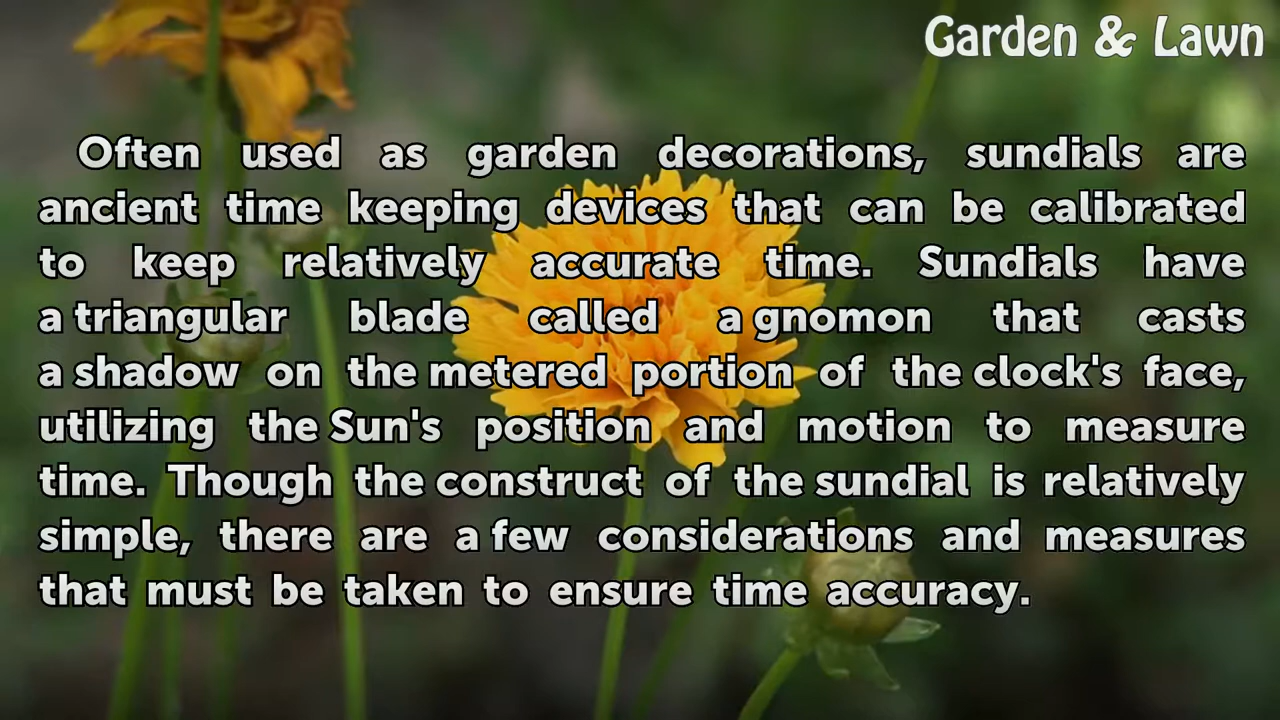 Garden & Lawn
Often used as garden decorations, sundials are
ancient time keeping devices that can be calibrated
to keep relatively accurate time. Sundials have
a triangular blade called a gnomon that casts
a shadow on the metered portion of the clock's face,
utilizing the Sun's position and motion to measure
time. Though the construct of the sundial is relatively
simple, there are a few considerations and measures
that must be taken to ensure time accuracy.